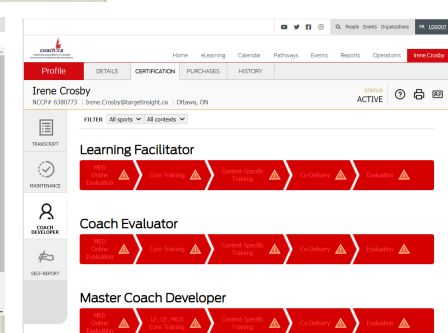 People Events Organizations FR LOGOUT
coach.ca
Home eLearning Calendar Pathways Events Reports Operations Irene Crosby
Profile DETAILS CERTIFICATION PURCHASES HISTORY
Irene Crosby
NCCP# 6380773 | Irene.Crosby@targetinsight.ca | Ottawa, ON
STATUS
ACTIVE
FILTER All sports All contexts
TRANSCRIPT
MAINTENANCE
COACH
DEVELOPER
SELF-REPORT
Learning Facilitator
MED
Online
Evaluation
Core Training
Content-Specific
Training
Co-Delivery
Evaluation
Coach Evaluator
MED
Online
Evaluation
Core Training
Content-Specific
Training
Co-Delivery
Evaluation
Master Coach Developer
MED
Online
Evaluation
LF, CE, MCD
Core Training
Content-Specific
Training
Co-Delivery
Evaluation